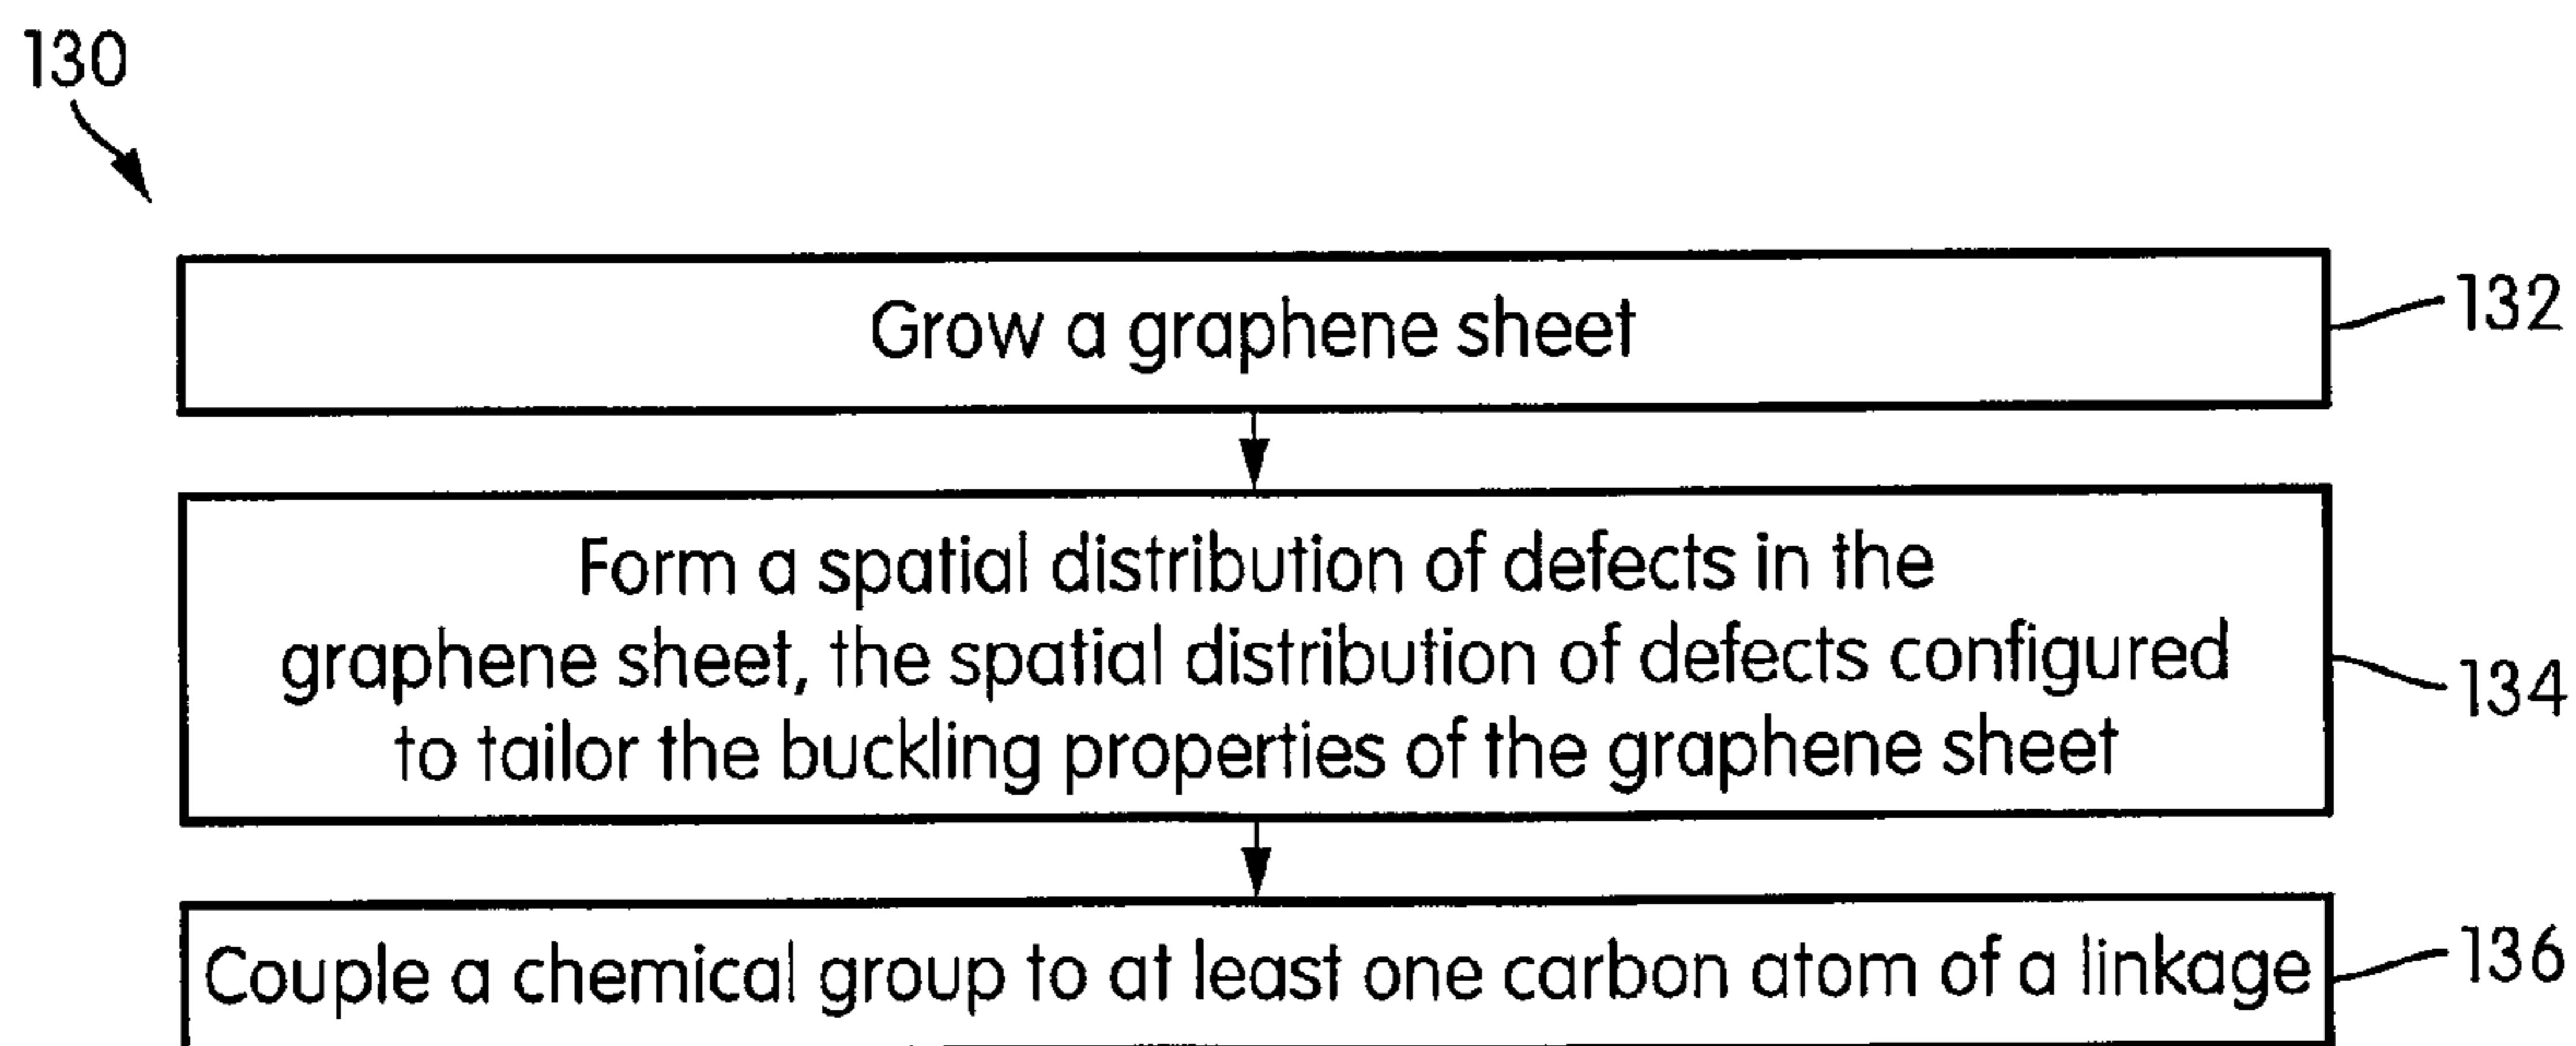 130
Grow a graphene sheet
132
Form a spatial distribution of defects in the
graphene sheet, the spatial distribution of defects configured
to tailor the buckling properties of the graphene sheet
134
Couple a chemical group to at least one carbon atom of a linkage
136